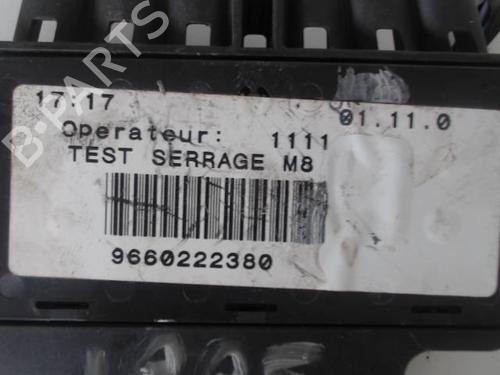 B-PARTS
17:17
01.11.0
Operateur: 1111
TEST SERRAGE M8
9660222380